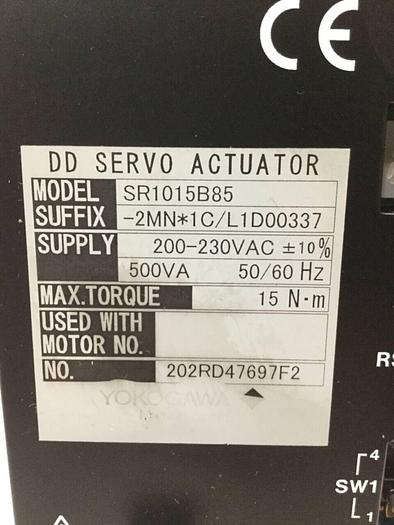 CE
DD SERVO ACTUATOR
MODEL SR1015B85
SUFFIX -2MN*1C/L1D00337
SUPPLY 200-230VAC ±10%
500VA 50/60 Hz
MAX.TORQUE 15 N·m
USED WITH
MOTOR NO.
NO. 202RD47697F2
YOKOGAWA
RS
4
SW1
1